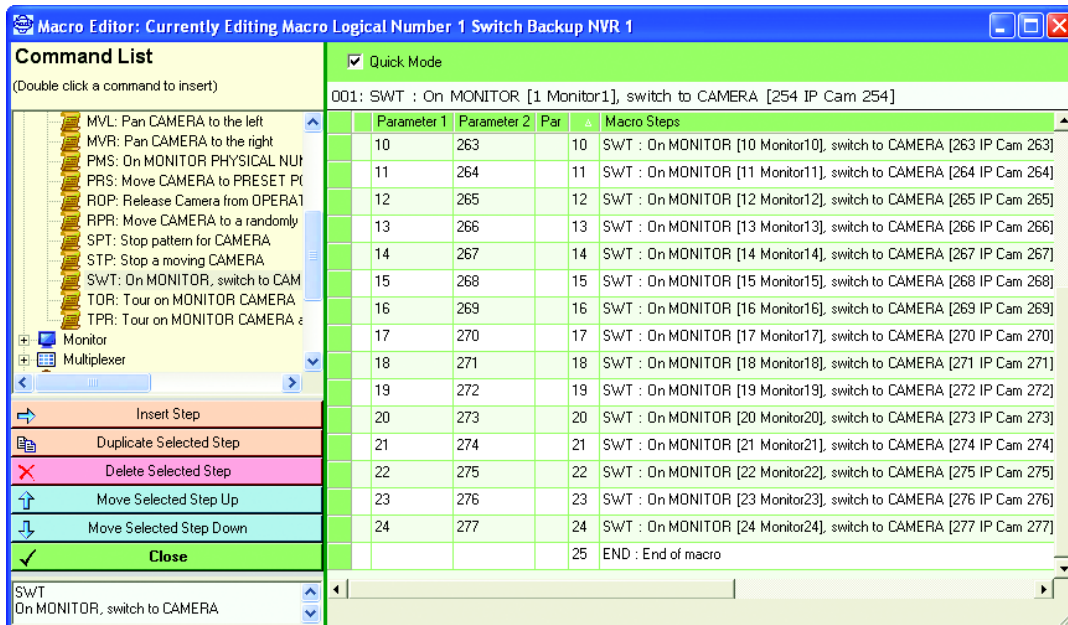 Macro Editor: Currently Editing Macro Logical Number 1 Switch Backup NVR 1
Command List
(Double click a command to insert)
MVL: Pan CAMERA to the left
MVR: Pan CAMERA to the right
PMS: On MONITOR PHYSICAL NUM
PRS: Move CAMERA to PRESET PO
ROP: Release Camera from OPERAT
RPR: Move CAMERA to a randomly
SPT: Stop pattern for CAMERA
STP: Stop a moving CAMERA
SWT: On MONITOR, switch to CAM
TOR: Tour on MONITOR CAMERA
TPR: Tour on MONITOR CAMERA a
Monitor
Multiplexer
Insert Step
Duplicate Selected Step
Delete Selected Step
Move Selected Step Up
Move Selected Step Down
Close
SWT
On MONITOR, switch to CAMERA
Quick Mode
001: SWT : On MONITOR [1 Monitor1], switch to CAMERA [254 IP Cam 254]
Parameter 1 Parameter 2 Par Macro Steps
10 263 10 SWT : On MONITOR [10 Monitor10], switch to CAMERA [263 IP Cam 263]
11 264 11 SWT : On MONITOR [11 Monitor11], switch to CAMERA [264 IP Cam 264]
12 265 12 SWT : On MONITOR [12 Monitor12], switch to CAMERA [265 IP Cam 265]
13 266 13 SWT : On MONITOR [13 Monitor13], switch to CAMERA [266 IP Cam 266]
14 267 14 SWT : On MONITOR [14 Monitor14], switch to CAMERA [267 IP Cam 267]
15 268 15 SWT : On MONITOR [15 Monitor15], switch to CAMERA [268 IP Cam 268]
16 269 16 SWT : On MONITOR [16 Monitor16], switch to CAMERA [269 IP Cam 269]
17 270 17 SWT : On MONITOR [17 Monitor17], switch to CAMERA [270 IP Cam 270]
18 271 18 SWT : On MONITOR [18 Monitor18], switch to CAMERA [271 IP Cam 271]
19 272 19 SWT : On MONITOR [19 Monitor19], switch to CAMERA [272 IP Cam 272]
20 273 20 SWT : On MONITOR [20 Monitor20], switch to CAMERA [273 IP Cam 273]
21 274 21 SWT : On MONITOR [21 Monitor21], switch to CAMERA [274 IP Cam 274]
22 275 22 SWT : On MONITOR [22 Monitor22], switch to CAMERA [275 IP Cam 275]
23 276 23 SWT : On MONITOR [23 Monitor23], switch to CAMERA [276 IP Cam 276]
24 277 24 SWT : On MONITOR [24 Monitor24], switch to CAMERA [277 IP Cam 277]
25 END : End of macro